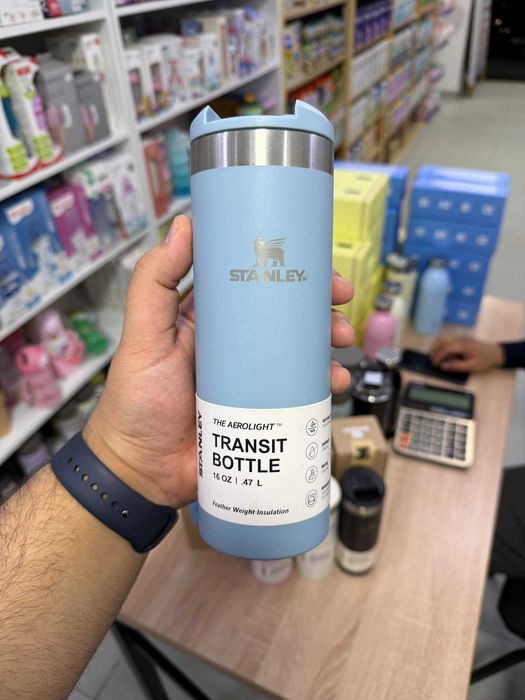 STANLEY
THE AEROLIGHT™
TRANSIT
BOTTLE
16 OZ | .47 L
Feather Weight Insulation
STANLEY